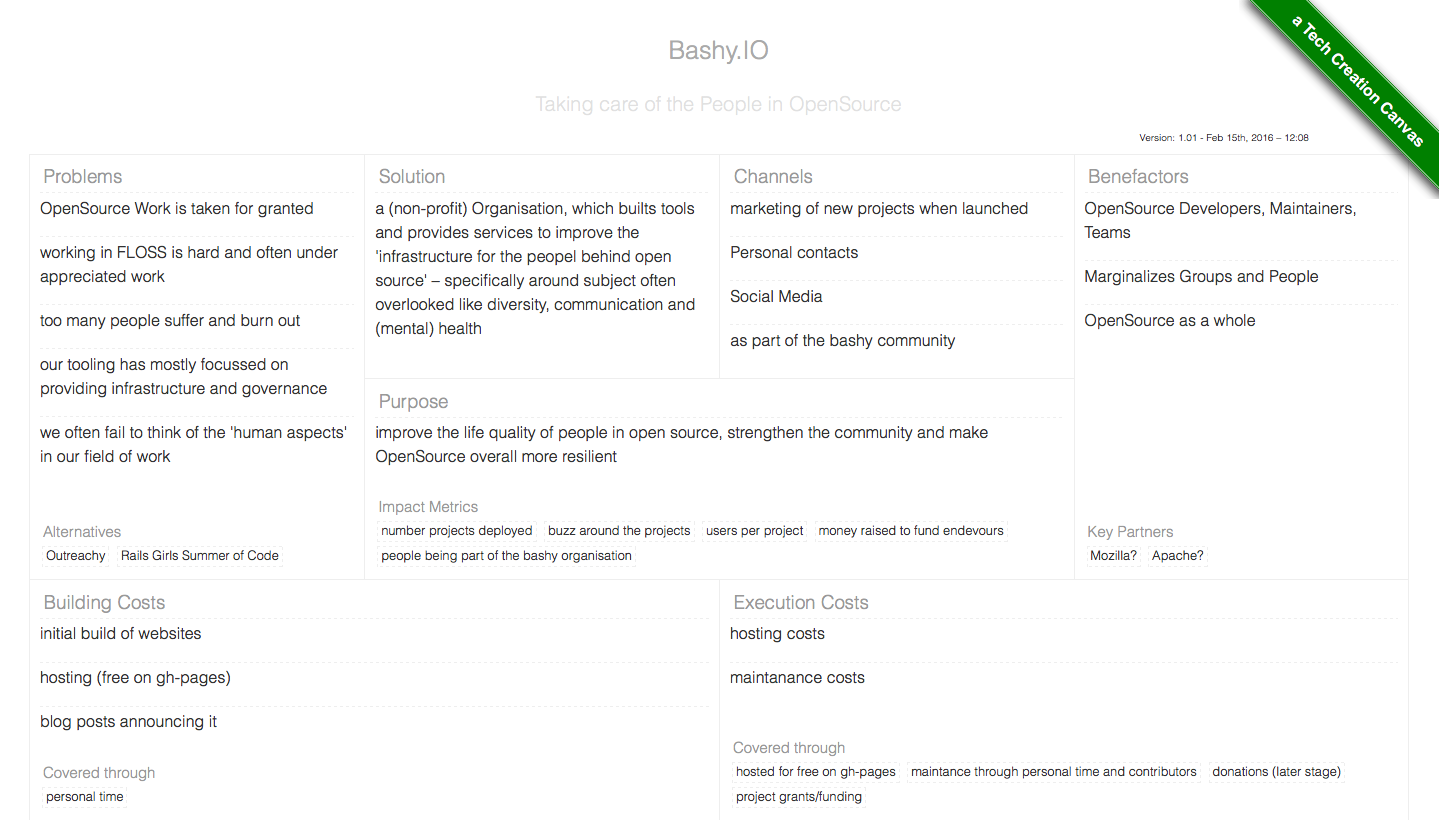 Bashy.IO
a Tech Creation Canvas
Taking care of the People in OpenSource
Version: 1.01 - Feb 15th, 2016 – 12:08
Problems
OpenSource Work is taken for granted
working in FLOSS is hard and often under
appreciated work
too many people suffer and burn out
our tooling has mostly focussed on
providing infrastructure and governance
we often fail to think of the 'human aspects'
in our field of work
Alternatives
Outreachy
Rails Girls Summer of Code
Solution
a (non-profit) Organisation, which builts tools
and provides services to improve the
'infrastructure for the peopel behind open
source' – specifically around subject often
overlooked like diversity, communication and
(mental) health
Channels
marketing of new projects when launched
Personal contacts
Social Media
as part of the bashy community
Purpose
improve the life quality of people in open source, strengthen the community and make
OpenSource overall more resilient
Impact Metrics
number projects deployed
buzz around the projects
users per project
money raised to fund endevours
people being part of the bashy organisation
Benefactors
OpenSource Developers, Maintainers,
Teams
Marginalizes Groups and People
OpenSource as a whole
Key Partners
Mozilla?
Apache?
Building Costs
initial build of websites
hosting (free on gh-pages)
blog posts announcing it
Covered through
personal time
Execution Costs
hosting costs
maintanance costs
Covered through
hosted for free on gh-pages
maintance through personal time and contributors
donations (later stage)
project grants/funding